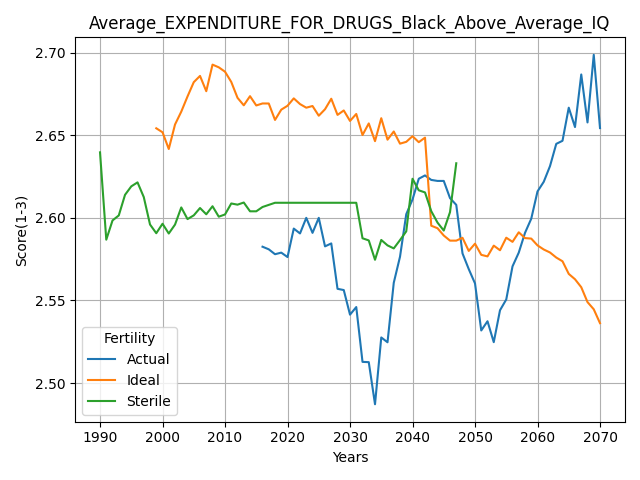 Average_EXPENDITURE_FOR_DRUGS_Black_Above_Average_IQ
Score(1-3)
2.70
2.65
2.60
2.55
2.50
Fertility
Actual
Ideal
Sterile
1990 2000 2010 2020 2030 2040 2050 2060 2070
Years